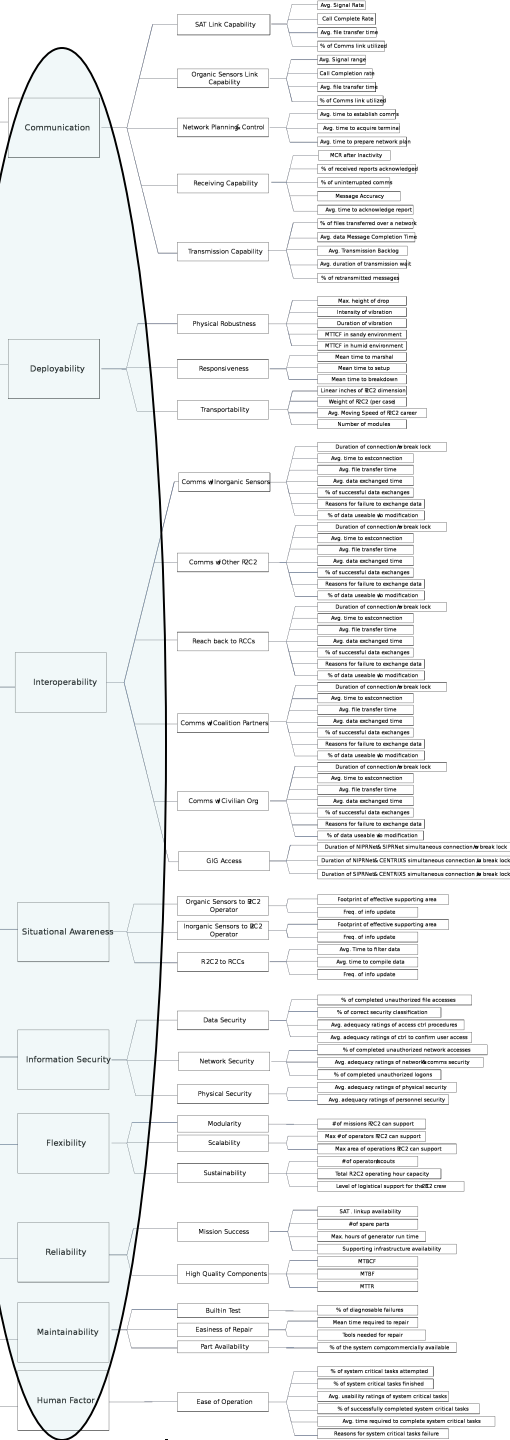 Communication
SAT Link Capability
Avg. Signal Rate
Call Complete Rate
Avg. file transfer time
% of Comms link utilized
Organic Sensors Link
Capability
Avg. Signal range
Call Completion rate
Avg. file transfer time
% of Comms link utilized
Network Planning& Control
Avg. time to establish comms
Avg. time to acquire terminal
Avg. time to prepare network plan
Receiving Capability
MCR after Inactivity
% of received reports acknowledged
% of uninterrupted comms
Message Accuracy
Avg. time to acknowledge report
Transmission Capability
% of files transferred over a network
Avg. data Message Completion Time
Avg. Transmission Backlog
Avg. duration of transmission wait
% of retransmitted messages
Deployability
Physical Robustness
Max. height of drop
Intensity of vibration
Duration of vibration
MTTCF in sandy environment
MTTCF in humid environment
Responsiveness
Mean time to marshal
Mean time to setup
Mean time to breakdown
Transportability
Linear inches of R2C2 dimension
Weight of R2C2 (per case)
Avg. Moving Speed of R2C2 career
Number of modules
Interoperability
Comms w/Inorganic Sensors
Duration of connection w/o break lock
Avg. time to estconnection
Avg. file transfer time
Avg. data exchanged time
% of successful data exchanges
Reasons for failure to exchange data
% of data useable w/o modification
Comms w/Other R2C2
Duration of connection w/o break lock
Avg. time to estconnection
Avg. file transfer time
Avg. data exchanged time
% of successful data exchanges
Reasons for failure to exchange data
% of data useable w/o modification
Reach back to RCCs
Duration of connection w/o break lock
Avg. time to estconnection
Avg. file transfer time
Avg. data exchanged time
% of successful data exchanges
Reasons for failure to exchange data
% of data useable w/o modification
Comms w/Coalition Partners
Duration of connection w/o break lock
Avg. time to estconnection
Avg. file transfer time
Avg. data exchanged time
% of successful data exchanges
Reasons for failure to exchange data
% of data useable w/o modification
Comms w/Civilian Org
Duration of connection w/o break lock
Avg. time to estconnection
Avg. file transfer time
Avg. data exchanged time
% of successful data exchanges
Reasons for failure to exchange data
% of data useable w/o modification
GIG Access
Duration of NIPRNet& SIPRNet simultaneous connection w/o break lock
Duration of NIPRNet& CENTRIXS simultaneous connection w/o break lock
Duration of SIPRNet& CENTRIXS simultaneous connection w/o break lock
Situational Awareness
Organic Sensors to R2C2
Operator
Footprint of effective supporting area
Freq. of info update
Inorganic Sensors to R2C2
Operator
Footprint of effective supporting area
Freq. of info update
R2C2 to RCCs
Avg. Time to filter data
Avg. time to compile data
Freq. of info update
Information Security
Data Security
% of completed unauthorized file accesses
% of correct security classification
Avg. adequacy ratings of access ctrl procedures
Avg. adequacy ratings of ctrl to confirm user access
Network Security
% of completed unauthorized network accesses
Avg. adequacy ratings of network& comms security
% of completed unauthorized logons
Physical Security
Avg. adequacy ratings of physical security
Avg. adequacy ratings of personnel security
Flexibility
Modularity
# of missions R2C2 can support
Scalability
Max # of operators R2C2 can support
Max area of operations R2C2 can support
Sustainability
# of operators/scouts
Total R2C2 operating hour capacity
Level of logistical support for the R2C2 crew
Reliability
Mission Success
SAT . linkup availability
# of spare parts
Max. hours of generator run time
Supporting infrastructure availability
High Quality Components
MTBCF
MTBF
MTTR
Maintainability
Builtin Test
% of diagnosable failures
Easiness of Repair
Mean time required to repair
Tools needed for repair
Part Availability
% of the system comp commercially available
Human Factor
Ease of Operation
% of system critical tasks attempted
% of system critical tasks finished
Avg. usability ratings of system critical tasks
% of successfully completed system critical tasks
Avg. time required to complete system critical tasks
Reasons for system critical tasks failure